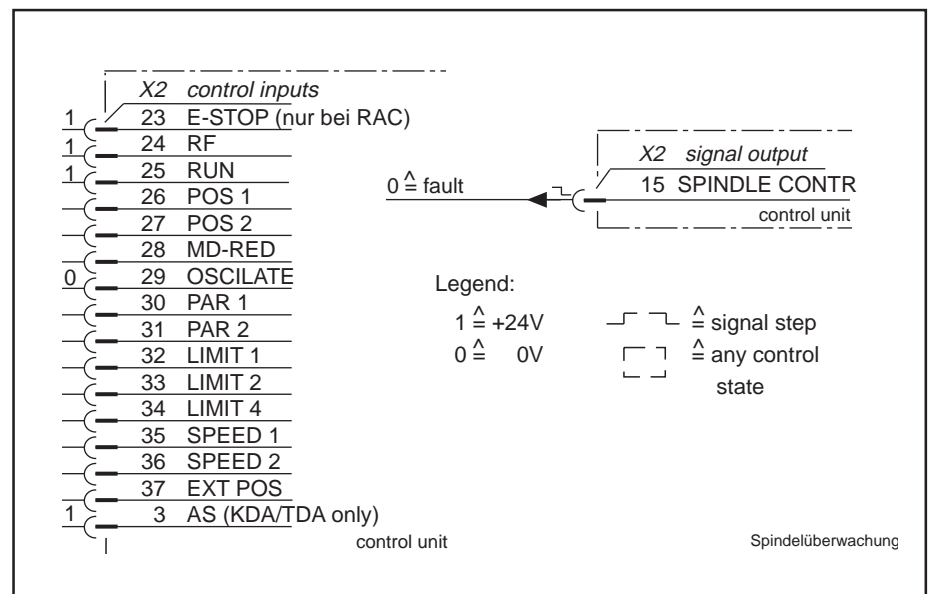 X2 control inputs
1 23 E-STOP (nur bei RAC)
1 24 RF
1 25 RUN
26 POS 1
27 POS 2
28 MD-RED
0 29 OSCILATE
30 PAR 1
31 PAR 2
32 LIMIT 1
33 LIMIT 2
34 LIMIT 4
35 SPEED 1
36 SPEED 2
37 EXT POS
1 3 AS (KDA/TDA only)
control unit
0 ≙ fault
X2 signal output
15 SPINDLE CONTR
control unit
Legend:
1 ≙ +24V
0 ≙ 0V
≙ signal step
≙ any control
state
Spindelüberwachung